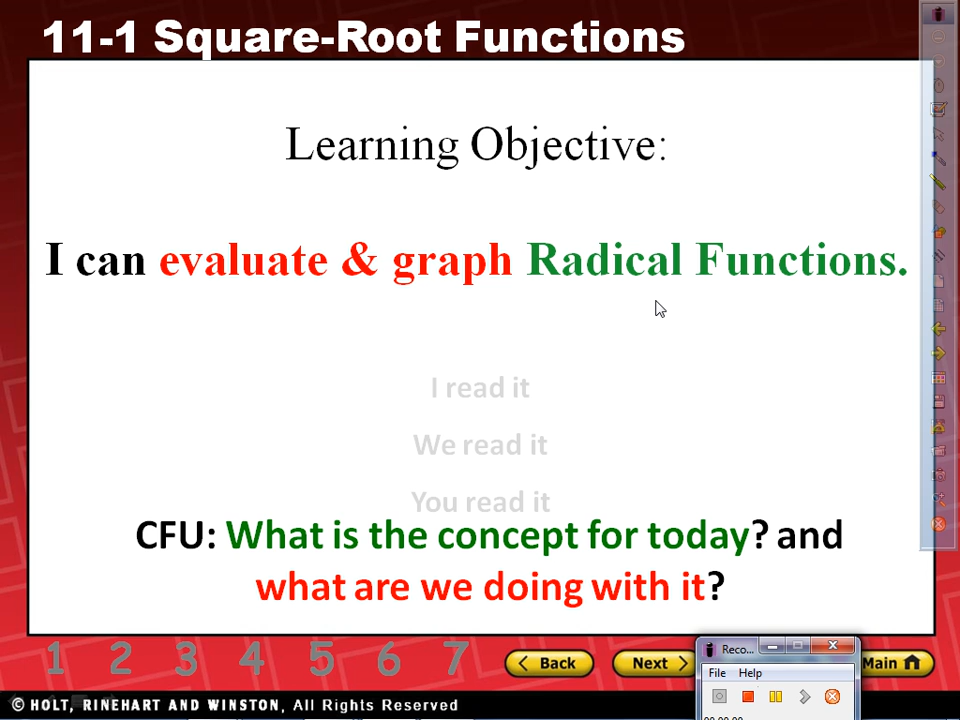 11-1 Square-Root Functions
Learning Objective:
I can evaluate & graph Radical Functions.
I read it
We read it
You read it
CFU: What is the concept for today? and
what are we doing with it?
1 2 3 4 5 6 7
< Back
Next >
Main
Reco...
File Help
© HOLT, RINEHART AND WINSTON, All Rights Reserved